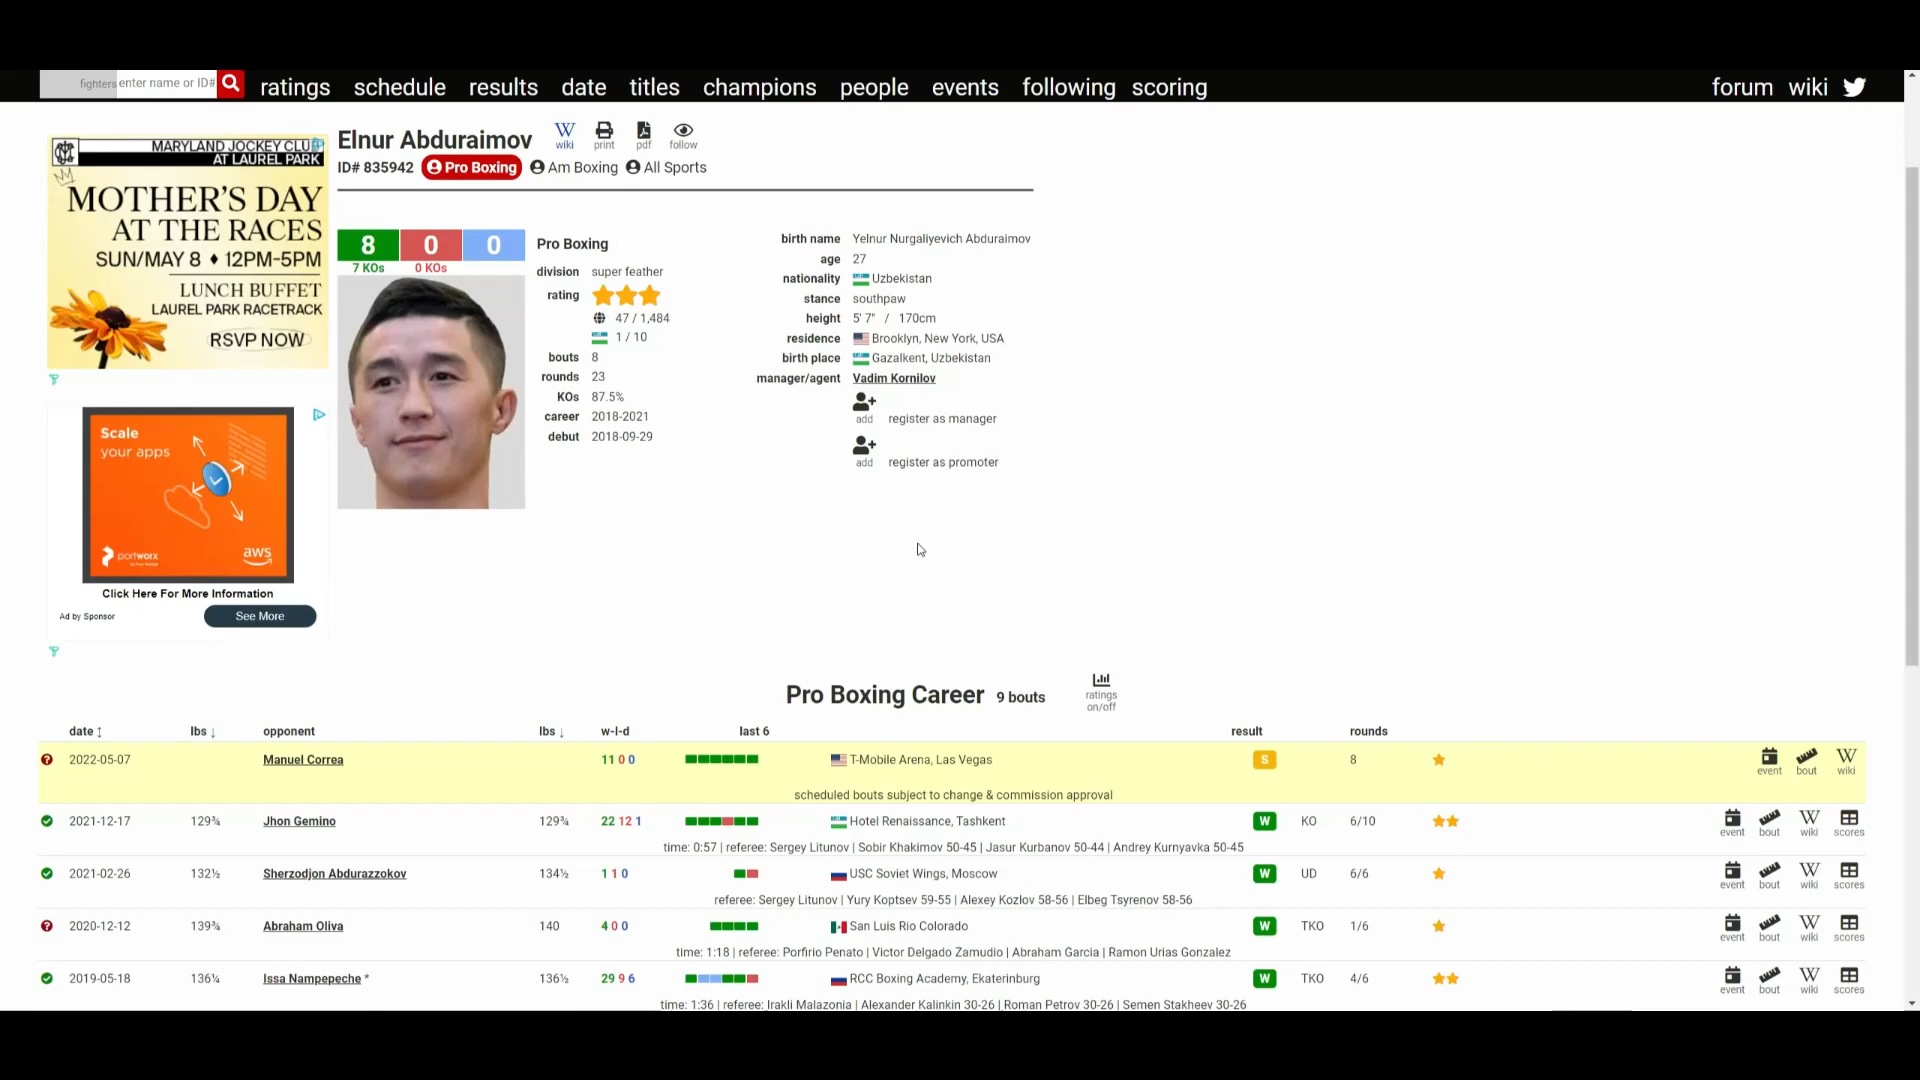 fighters enter name or ID# ratings schedule results date titles champions people events following scoring forum wiki
MARYLAND JOCKEY CLUB
AT LAUREL PARK
MOTHER'S DAY
AT THE RACES
SUN/MAY 8 ♦ 12PM-5PM
LUNCH BUFFET
LAUREL PARK RACETRACK
RSVP NOW
Scale
your apps
portworx
aws
Click Here For More Information
Ad by Sponsor See More
Elnur Abduraimov W wiki print pdf follow
ID# 835942 Pro Boxing Am Boxing All Sports
8 0 0
7 KOs 0 KOs
Pro Boxing
division super feather
rating
47 / 1,484
1 / 10
bouts 8
rounds 23
KOs 87.5%
career 2018-2021
debut 2018-09-29
birth name Yelnur Nurgaliyevich Abduraimov
age 27
nationality Uzbekistan
stance southpaw
height 5' 7" / 170cm
residence Brooklyn, New York, USA
birth place Gazalkent, Uzbekistan
manager/agent Vadim Kornilov
add register as manager
add register as promoter
Pro Boxing Career 9 bouts ratings
on/off
date ↕ lbs ↓ opponent lbs ↓ w-l-d last 6 result rounds
? 2022-05-07 Manuel Correa 11 0 0 T-Mobile Arena, Las Vegas S 8 event bout W wiki
scheduled bouts subject to change & commission approval
2021-12-17 129¾ Jhon Gemino 129¾ 22 12 1 Hotel Renaissance, Tashkent W KO 6/10 event bout W wiki scores
time: 0:57 | referee: Sergey Litunov | Sobir Khakimov 50-45 | Jasur Kurbanov 50-44 | Andrey Kurnyavka 50-45
2021-02-26 132½ Sherzodjon Abdurazzokov 134½ 1 1 0 USC Soviet Wings, Moscow W UD 6/6 event bout W wiki scores
referee: Sergey Litunov | Yury Koptsev 59-55 | Alexey Kozlov 58-56 | Elbeg Tsyrenov 58-56
? 2020-12-12 139¾ Abraham Oliva 140 4 0 0 San Luis Rio Colorado W TKO 1/6 event bout W wiki scores
time: 1:18 | referee: Porfirio Penato | Victor Delgado Zamudio | Abraham Garcia | Ramon Urias Gonzalez
2019-05-18 136¼ Issa Nampepeche * 136½ 29 9 6 RCC Boxing Academy, Ekaterinburg W TKO 4/6 event bout W wiki scores
time: 1:36 | referee: Irakli Malazonia | Alexander Kalinkin 30-26 | Roman Petrov 30-26 | Semen Stakheev 30-26